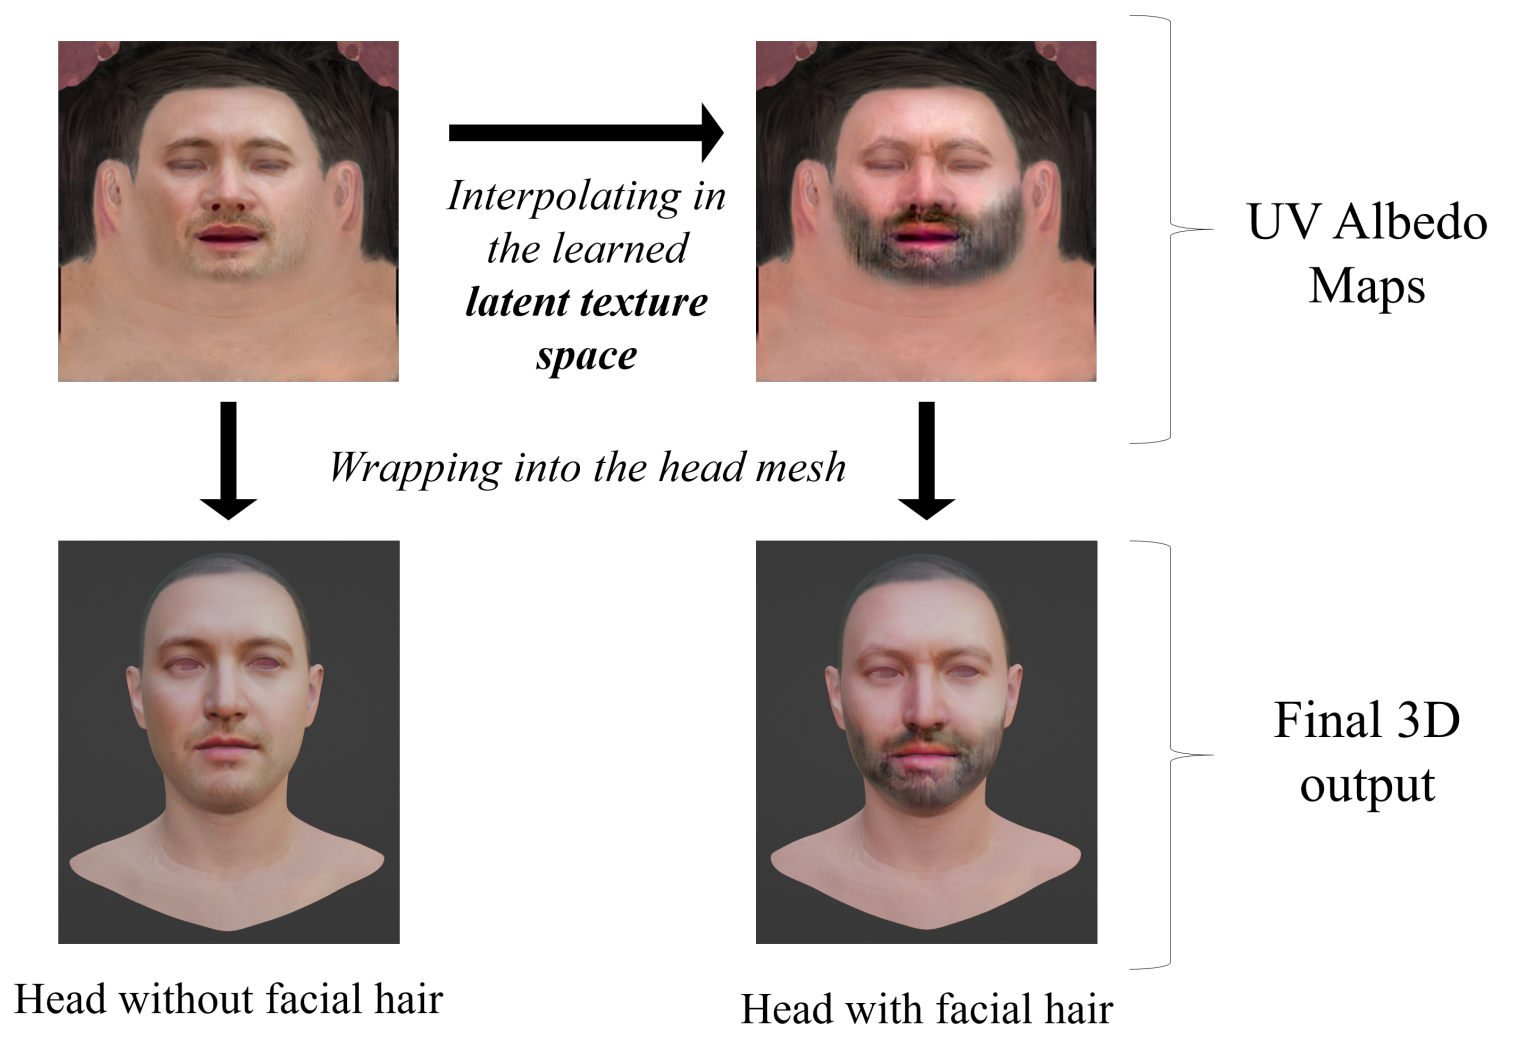 Interpolating in
the learned
latent texture
space
UV Albedo
Maps
Wrapping into the head mesh
Final 3D
output
Head without facial hair
Head with facial hair